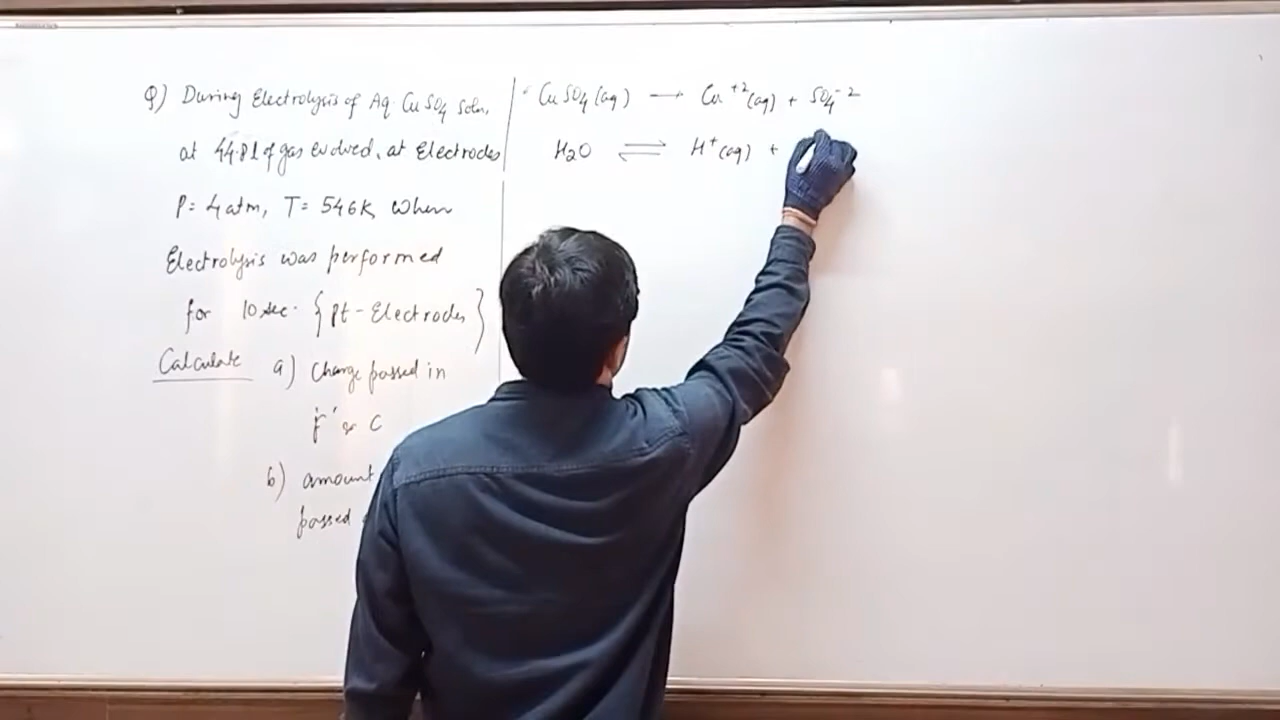 Q) During Electrolysis of Aq. CuSO4 Soln,
at 44.8 l of gas evolved, at Electrodes
P = 4 atm, T = 546K, when
Electrolysis was performed
for 10 sec. {Pt-Electrodes}
Calculate a) Charge passed in
'F' or C
b) amount
passed
CuSO4(aq) → Cu+2(aq) + SO4-2
H2O ⇌ H+(aq) +